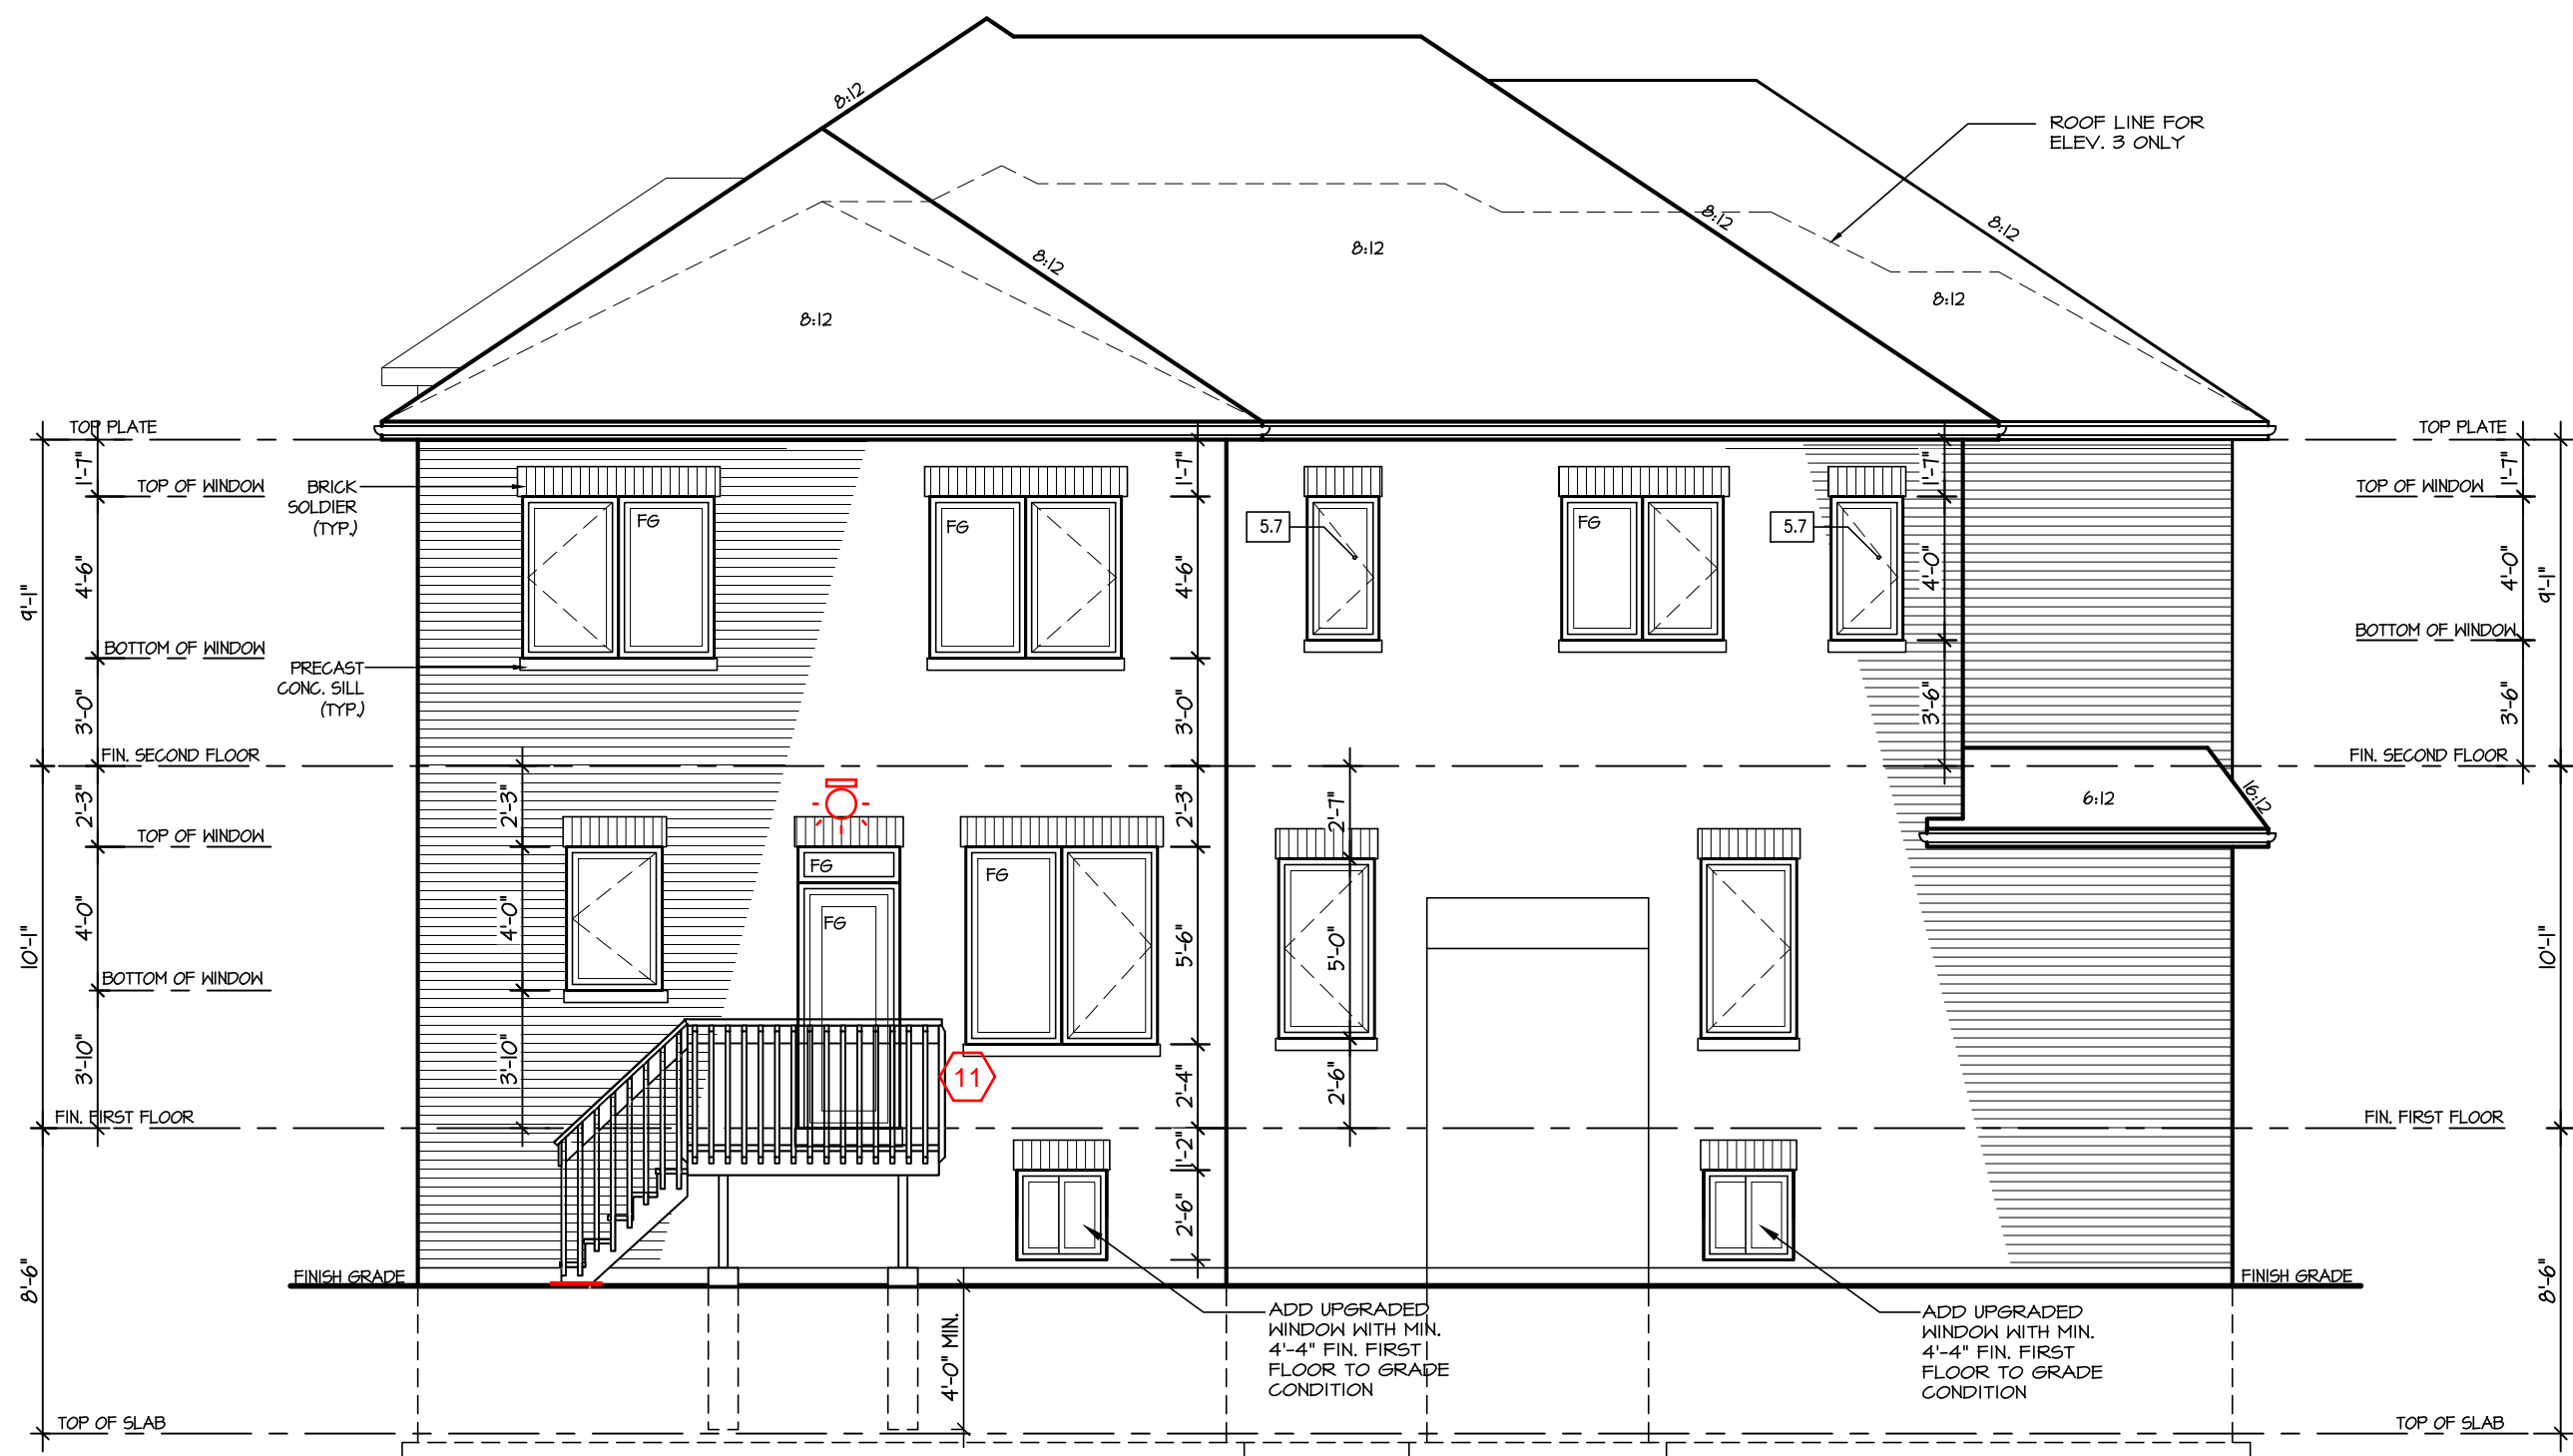 8:12
ROOF LINE FOR
ELEV. 3 ONLY
8:12
8:12
8:12
8:12
8:12
8:12
TOP PLATE
TOP PLATE
1'-7"
1'-7"
1'-7"
1'-7"
TOP OF WINDOW
TOP OF WINDOW
BRICK
SOLDIER
(TYP.)
FG
FG
5.7
FG
5.7
9'-1"
4'-6"
4'-6"
4'-0"
4'-0"
9'-1"
BOTTOM OF WINDOW
BOTTOM OF WINDOW
PRECAST
CONC. SILL
(TYP.)
3'-0"
3'-0"
3'-6"
3'-6"
FIN. SECOND FLOOR
FIN. SECOND FLOOR
2'-3"
2'-3"
2'-3"
2'-7"
6:12
16:12
TOP OF WINDOW
FG
FG
FG
10'-1"
4'-0"
4'-0"
5'-6"
5'-0"
10'-1"
BOTTOM OF WINDOW
3'-10"
3'-10"
11
2'-4"
2'-6"
FIN. FIRST FLOOR
FIN. FIRST FLOOR
1'-2"
2'-6"
8'-6"
8'-6"
FINISH GRADE
FINISH GRADE
4'-0" MIN.
ADD UPGRADED
WINDOW WITH MIN.
4'-4" FIN. FIRST
FLOOR TO GRADE
CONDITION
ADD UPGRADED
WINDOW WITH MIN.
4'-4" FIN. FIRST
FLOOR TO GRADE
CONDITION
TOP OF SLAB
TOP OF SLAB